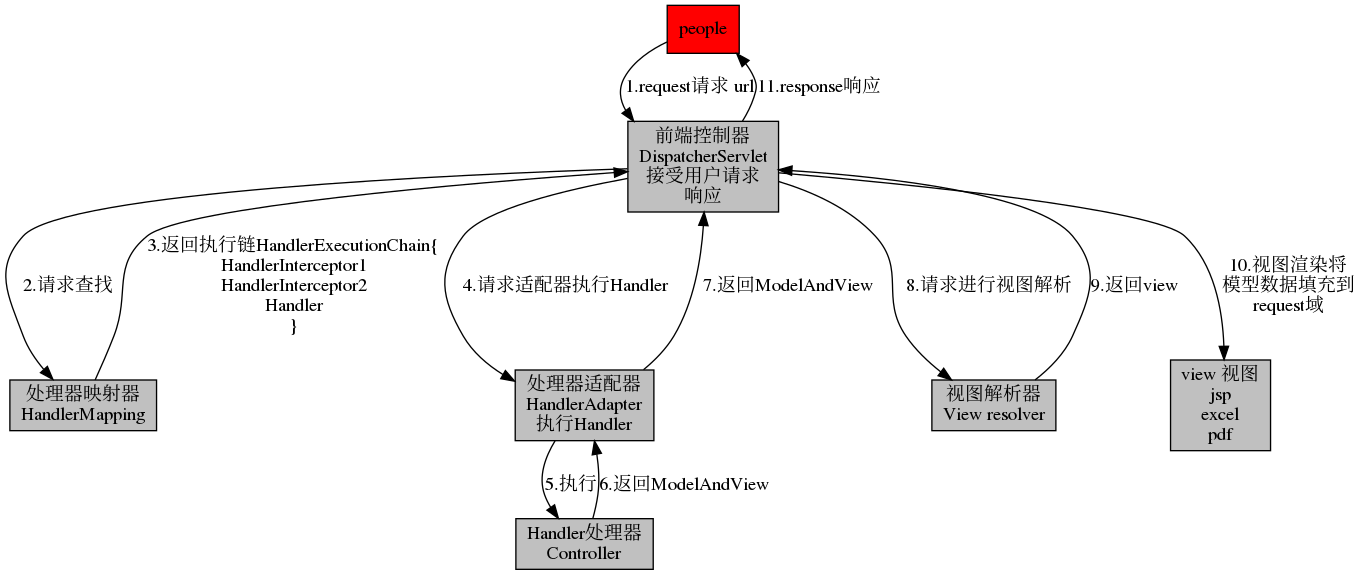 people
1.request请求 url
11.response响应
前端控制器
DispatcherServlet
接受用户请求
响应
2.请求查找
3.返回执行链HandlerExecutionChain{
HandlerInterceptor1
HandlerInterceptor2
Handler
}
4.请求适配器执行Handler
7.返回ModelAndView
8.请求进行视图解析
9.返回view
10.视图渲染将
模型数据填充到
request域
处理器映射器
HandlerMapping
处理器适配器
HandlerAdapter
执行Handler
视图解析器
View resolver
view 视图
jsp
excel
pdf
5.执行
6.返回ModelAndView
Handler处理器
Controller